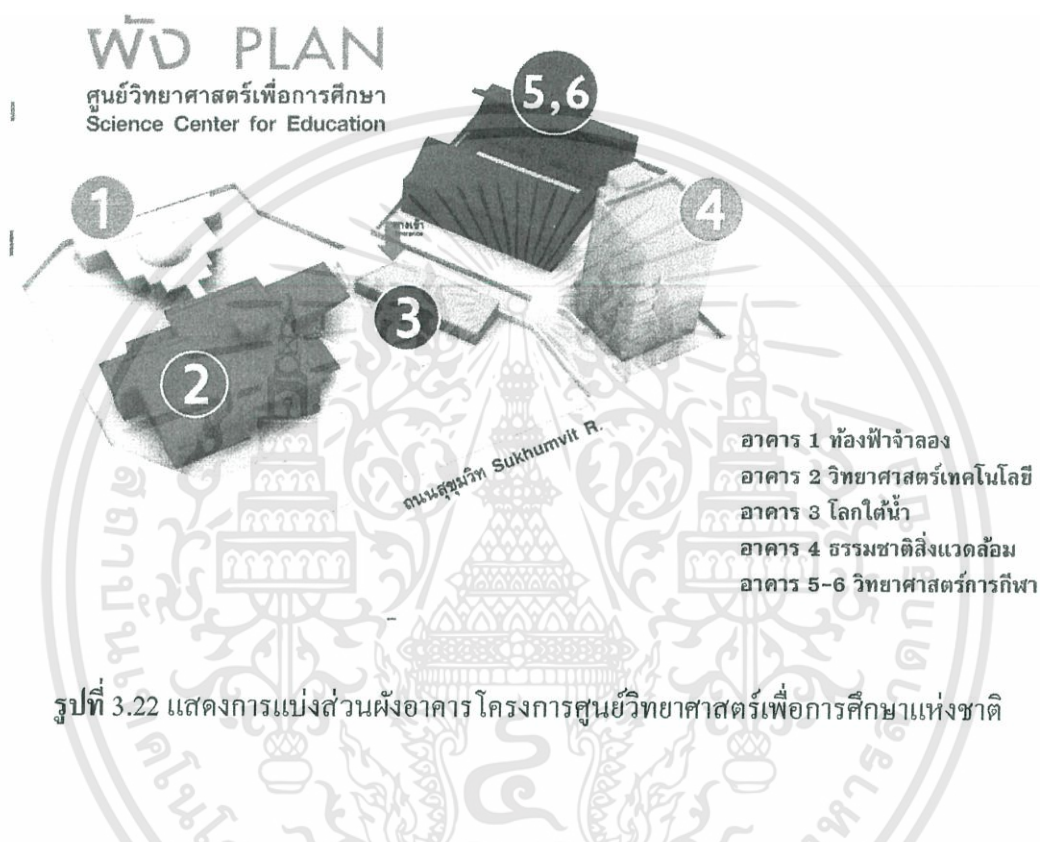 ผัง PLAN
ศูนย์วิทยาศาสตร์เพื่อการศึกษา
Science Center for Education
5,6
1
4
ทางเข้า
3
2
ถนนสุขุมวิท Sukhumvit R.
อาคาร 1 ท้องฟ้าจำลอง
อาคาร 2 วิทยาศาสตร์เทคโนโลยี
อาคาร 3 โลกใต้น้ำ
อาคาร 4 ธรรมชาติสิ่งแวดล้อม
อาคาร 5-6 วิทยาศาสตร์การกีฬา
รูปที่ 3.22 แสดงการแบ่งส่วนผังอาคารโครงการศูนย์วิทยาศาสตร์เพื่อการศึกษาแห่งชาติ